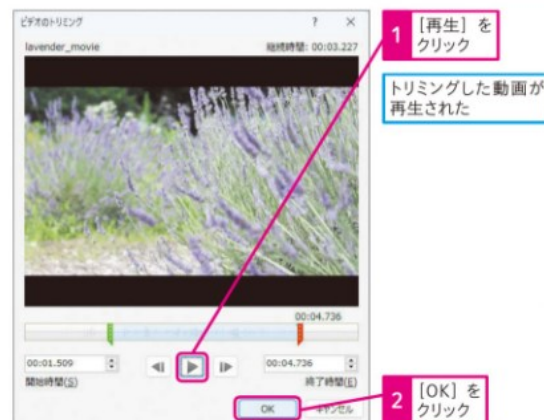 ビデオのトリミング ? ×
lavender_movie
継続時間: 00:03.227
1 [再生] を
クリック
トリミングした動画が
再生された
00:04.736
00:01.509
00:04.736
開始時間(S)
終了時間(E)
OK
キャンセル
2 [OK] を
クリック